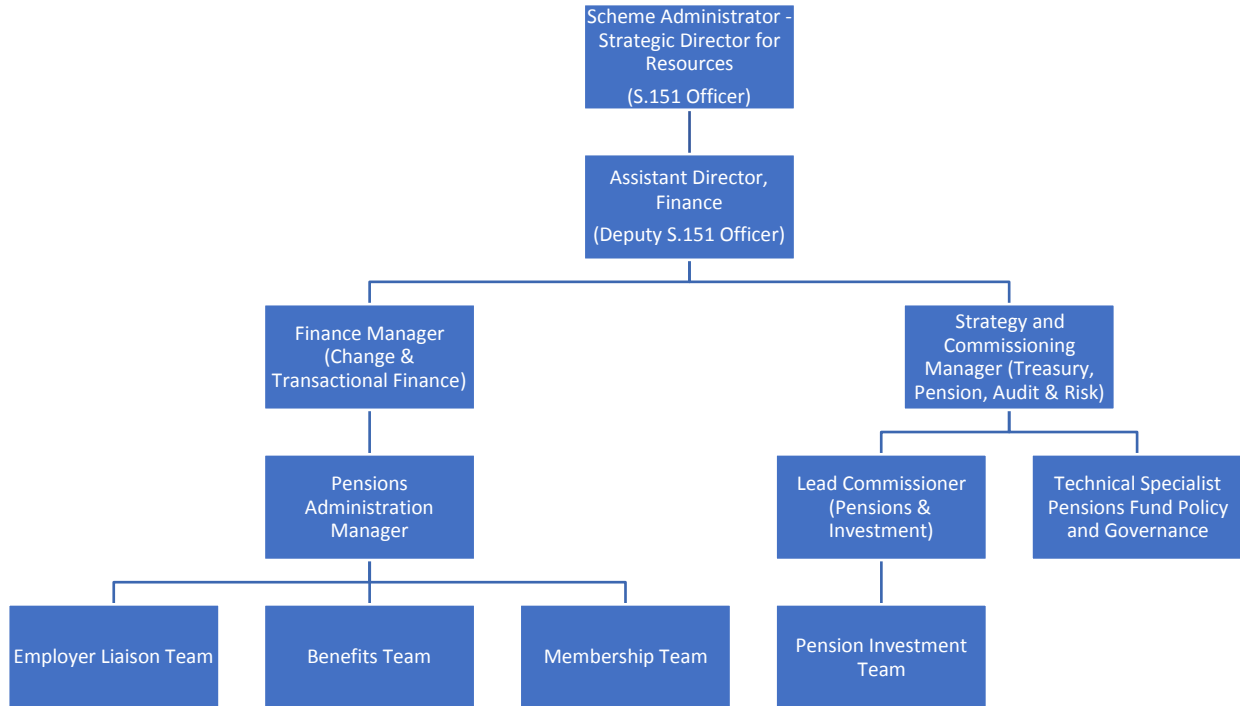 Scheme Administrator -
Strategic Director for
Resources
(S.151 Officer)
Assistant Director,
Finance
(Deputy S.151 Officer)
Finance Manager
(Change &
Transactional Finance)
Strategy and
Commissioning
Manager (Treasury,
Pension, Audit & Risk)
Pensions
Administration
Manager
Lead Commissioner
(Pensions &
Investment)
Technical Specialist
Pensions Fund Policy
and Governance
Employer Liaison Team
Benefits Team
Membership Team
Pension Investment
Team